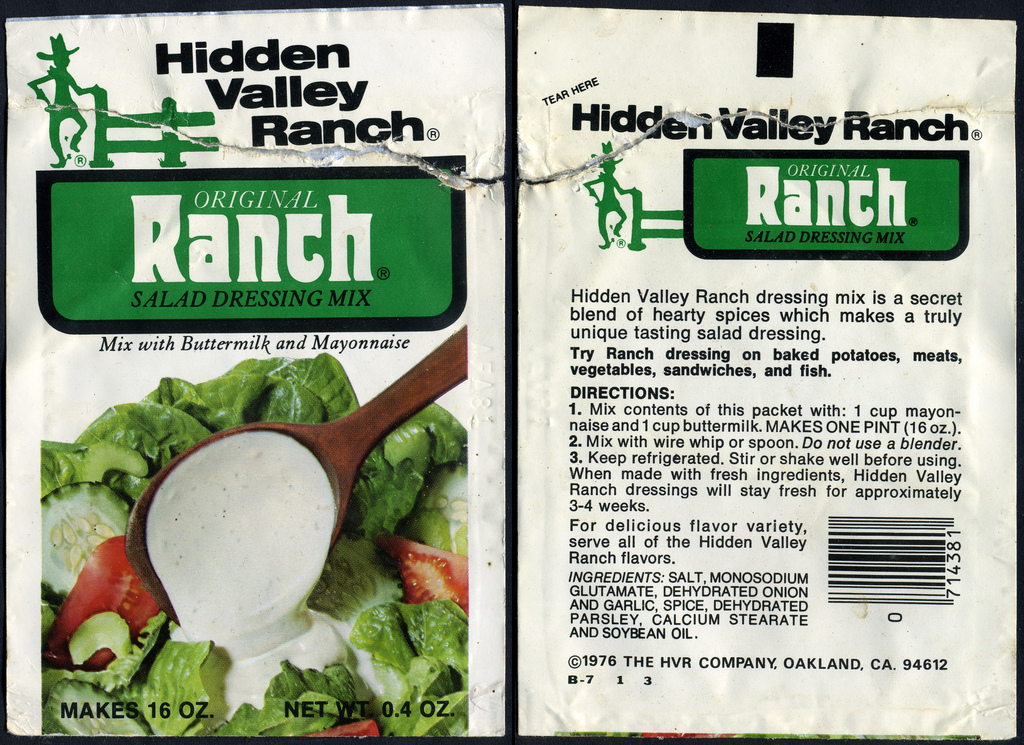 Hidden
Valley
Ranch®
®
ORIGINAL
Ranch®
SALAD DRESSING MIX
Mix with Buttermilk and Mayonnaise
MAKES 16 OZ. NET WT. 0.4 OZ.
TEAR HERE
Hidden Valley Ranch®
®
ORIGINAL
Ranch®
SALAD DRESSING MIX
Hidden Valley Ranch dressing mix is a secret
blend of hearty spices which makes a truly
unique tasting salad dressing.
Try Ranch dressing on baked potatoes, meats,
vegetables, sandwiches, and fish.
DIRECTIONS:
1. Mix contents of this packet with: 1 cup mayon-
naise and 1 cup buttermilk. MAKES ONE PINT (16 oz.).
2. Mix with wire whip or spoon. Do not use a blender.
3. Keep refrigerated. Stir or shake well before using.
When made with fresh ingredients, Hidden Valley
Ranch dressings will stay fresh for approximately
3-4 weeks.
For delicious flavor variety,
serve all of the Hidden Valley
Ranch flavors.
INGREDIENTS: SALT, MONOSODIUM
GLUTAMATE, DEHYDRATED ONION
AND GARLIC, SPICE, DEHYDRATED
PARSLEY, CALCIUM STEARATE
AND SOYBEAN OIL.
0 714381
©1976 THE HVR COMPANY, OAKLAND, CA. 94612
B-7 1 3